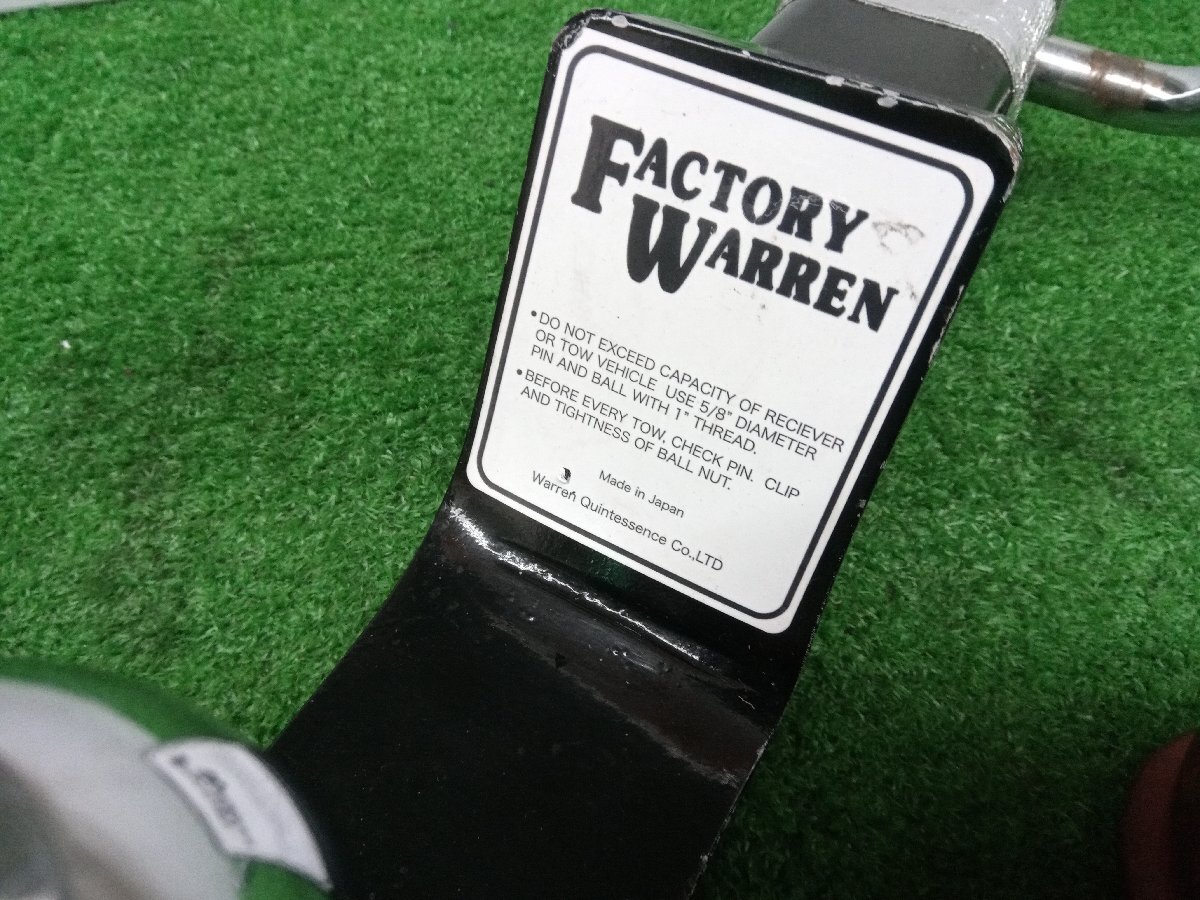 FACTORY
WARREN
•DO NOT EXCEED CAPACITY OF RECIEVER
OR TOW VEHICLE USE 5/8" DIAMETER
PIN AND BALL WITH 1" THREAD.
•BEFORE EVERY TOW, CHECK PIN. CLIP
AND TIGHTNESS OF BALL NUT.
Made in Japan
Warren Quintessence Co.,LTD